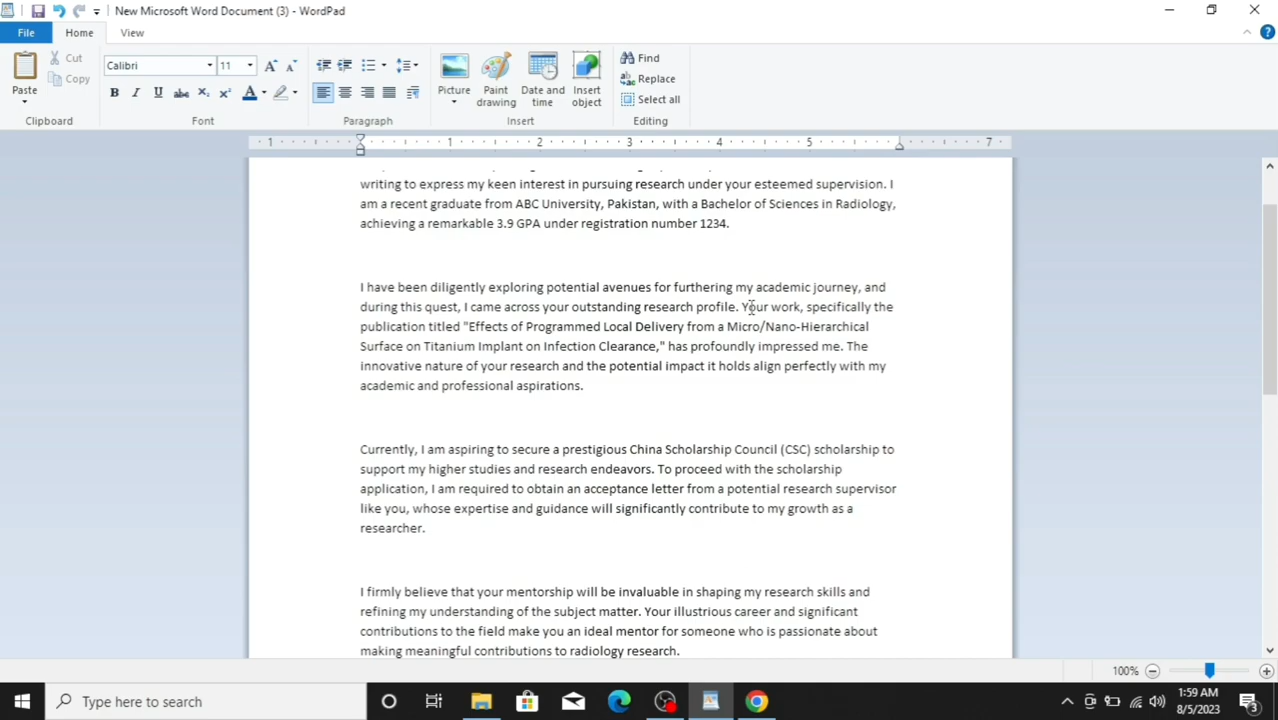 New Microsoft Word Document (3) - WordPad
File
Home
View
Paste
Cut
Copy
Clipboard
Calibri
11
Font
Paragraph
Picture
Paint drawing
Date and time
Insert object
Insert
Find
Replace
Select all
Editing
1 1 2 3 4 5 7
writing to express my keen interest in pursuing research under your esteemed supervision. I
am a recent graduate from ABC University, Pakistan, with a Bachelor of Sciences in Radiology,
achieving a remarkable 3.9 GPA under registration number 1234.
I have been diligently exploring potential avenues for furthering my academic journey, and
during this quest, I came across your outstanding research profile. Your work, specifically the
publication titled "Effects of Programmed Local Delivery from a Micro/Nano-Hierarchical
Surface on Titanium Implant on Infection Clearance," has profoundly impressed me. The
innovative nature of your research and the potential impact it holds align perfectly with my
academic and professional aspirations.
Currently, I am aspiring to secure a prestigious China Scholarship Council (CSC) scholarship to
support my higher studies and research endeavors. To proceed with the scholarship
application, I am required to obtain an acceptance letter from a potential research supervisor
like you, whose expertise and guidance will significantly contribute to my growth as a
researcher.
I firmly believe that your mentorship will be invaluable in shaping my research skills and
refining my understanding of the subject matter. Your illustrious career and significant
contributions to the field make you an ideal mentor for someone who is passionate about
making meaningful contributions to radiology research.
100%
Type here to search
1:59 AM
8/5/2023
3